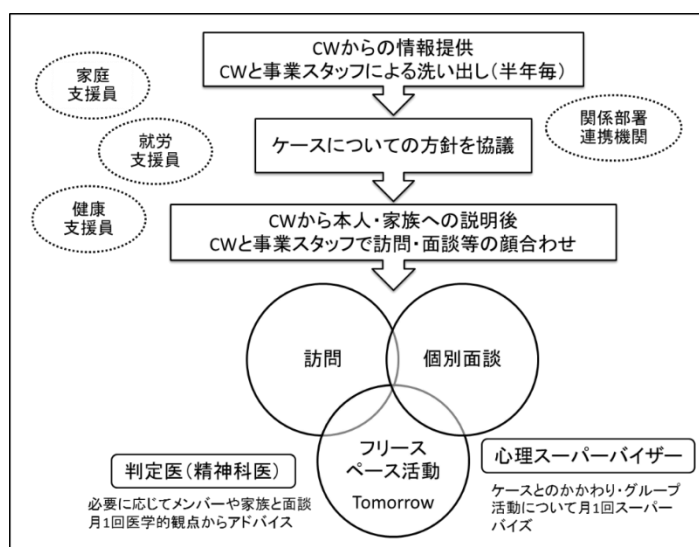 CWからの情報提供
CWと事業スタッフによる洗い出し(半年毎)
家庭
支援員
就労
支援員
健康
支援員
関係部署
連携機関
ケースについての方針を協議
CWから本人・家族への説明後
CWと事業スタッフで訪問・面談等の顔合わせ
訪問
個別面談
フリース
ペース活動
Tomorrow
判定医(精神科医)
必要に応じてメンバーや家族と面談
月1回医学的観点からアドバイス
心理スーパーバイザー
ケースとのかかわり・グループ
活動について月1回スーパー
バイズ